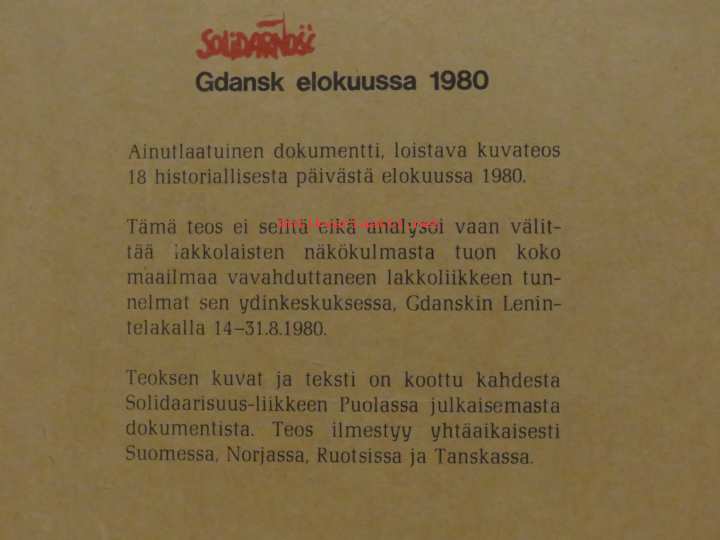 SOLIDARNOŚĆ
Gdansk elokuussa 1980
Ainutlaatuinen dokumentti, loistava kuvateos
18 historiallisesta päivästä elokuussa 1980.
Tämä teos ei selitä eikä analysoi vaan välit-
tää lakkolaisten näkökulmasta tuon koko
maailmaa vavahduttaneen lakkoliikkeen tun-
nelmat sen ydinkeskuksessa, Gdanskin Lenin-
telakalla 14–31.8.1980.
Teoksen kuvat ja teksti on koottu kahdesta
Solidaarisuus-liikkeen Puolassa julkaisemasta
dokumentista. Teos ilmestyy yhtäaikaisesti
Suomessa, Norjassa, Ruotsissa ja Tanskassa.